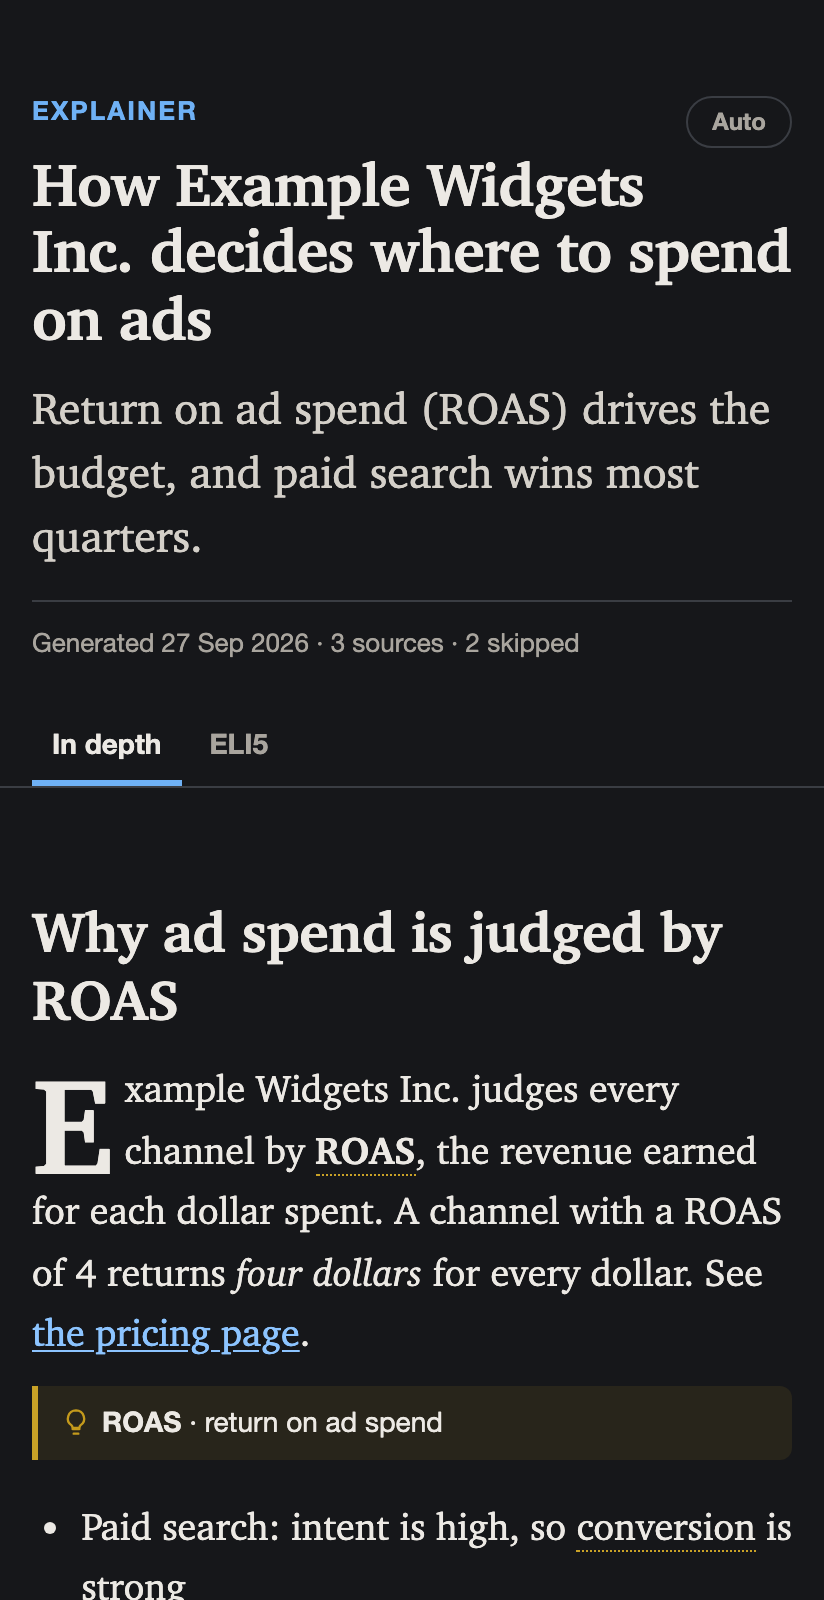 EXPLAINER
Auto
How Example Widgets
Inc. decides where to spend
on ads
Return on ad spend (ROAS) drives the
budget, and paid search wins most
quarters.
Generated 27 Sep 2026 · 3 sources · 2 skipped
In depth ELI5
Why ad spend is judged by
ROAS
Example Widgets Inc. judges every
channel by ROAS, the revenue earned
for each dollar spent. A channel with a ROAS
of 4 returns four dollars for every dollar. See
the pricing page.
ROAS · return on ad spend
• Paid search: intent is high, so conversion is
strong